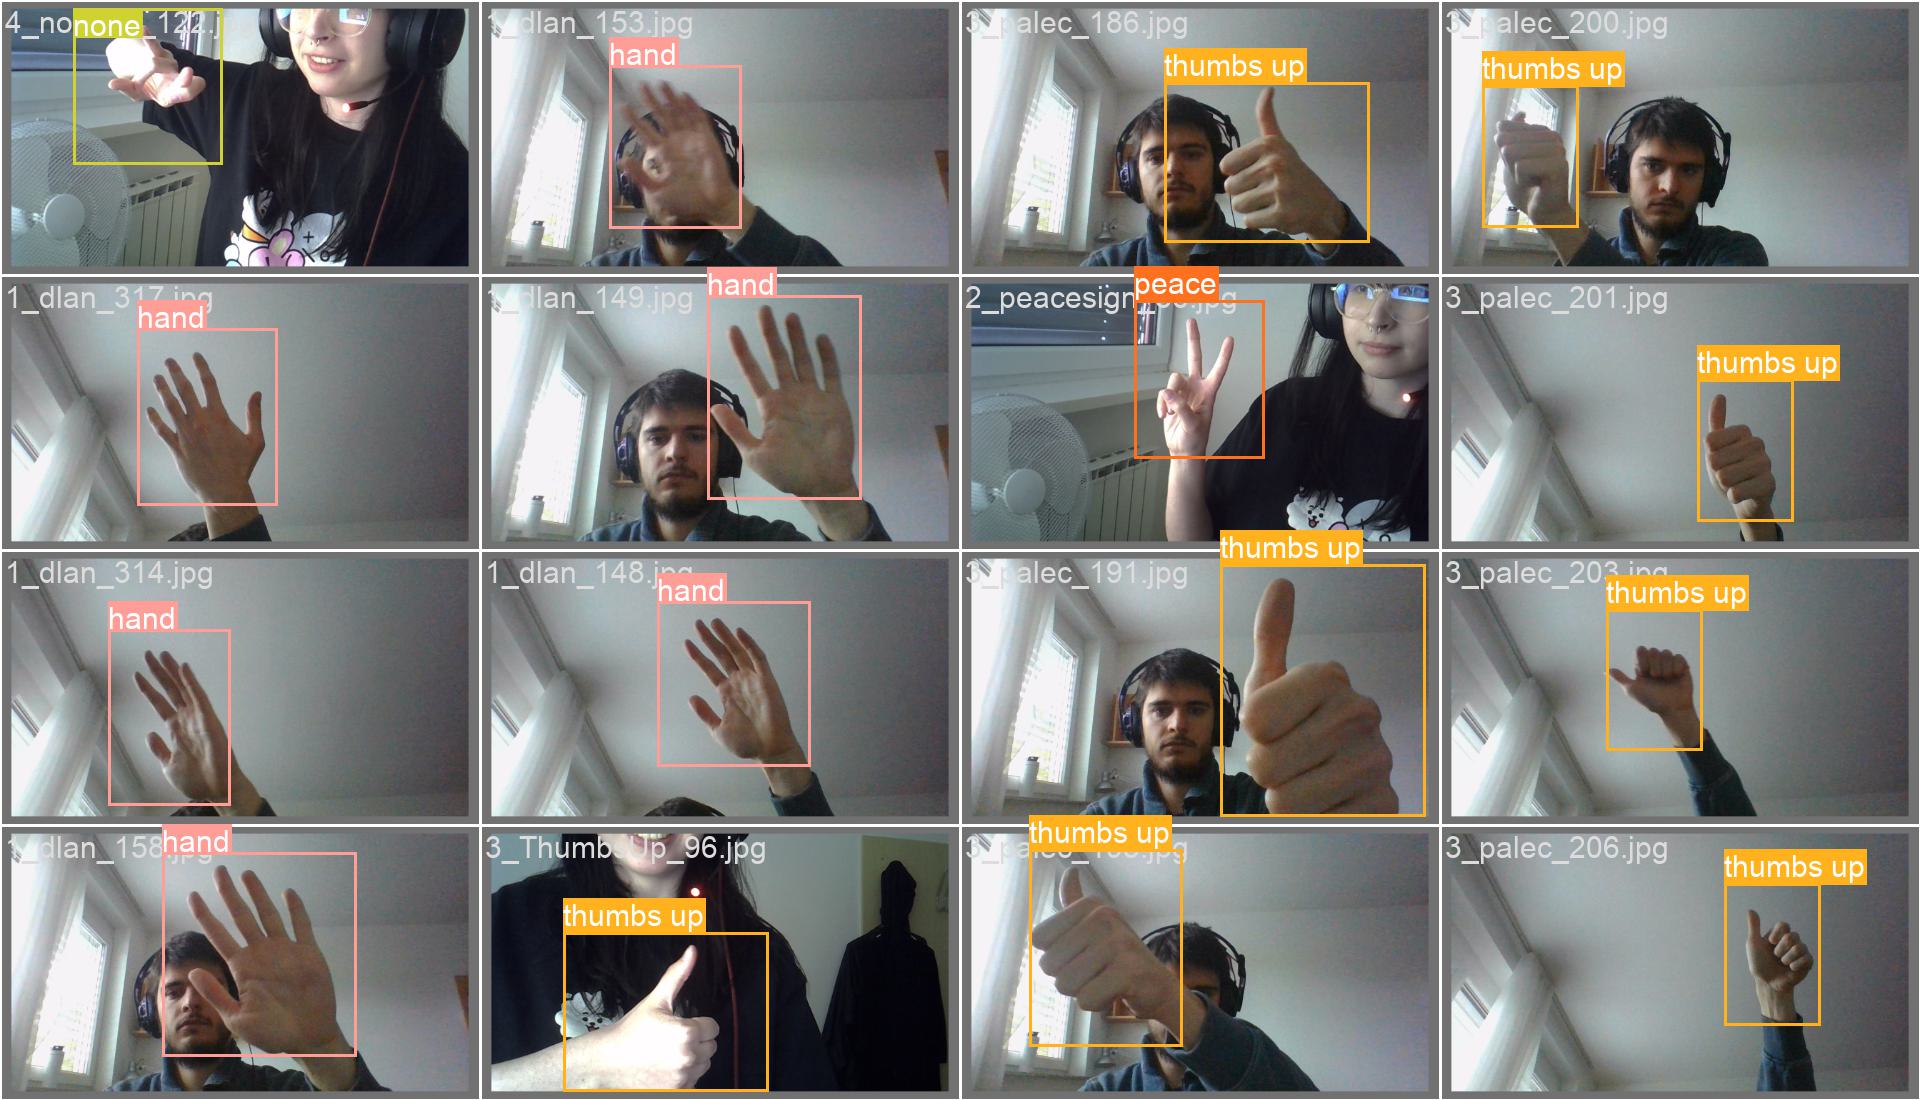 none
1_dlan_153.jpg
hand
3_palec_186.jpg
thumbs up
3_palec_200.jpg
thumbs up
1_dlan_317.jpg
hand
1_dlan_149.jpg
hand
peace
3_palec_201.jpg
thumbs up
1_dlan_314.jpg
hand
1_dlan_148.jpg
hand
3_palec_191.jpg
thumbs up
3_palec_203.jpg
thumbs up
1_dlan_158.jpg
hand
3_ThumbsUp_96.jpg
thumbs up
thumbs up
3_palec_206.jpg
thumbs up